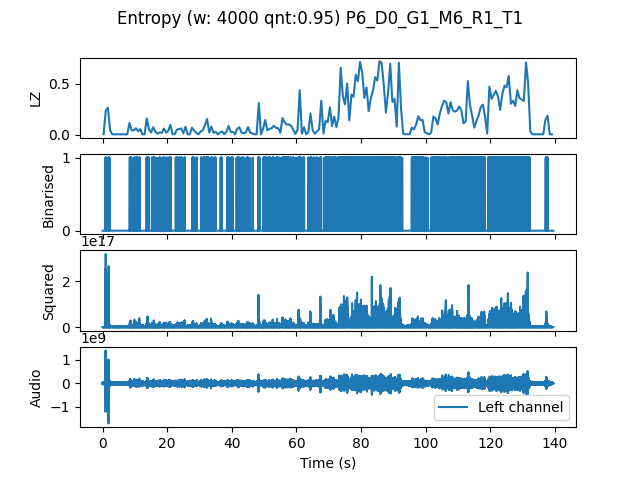 Entropy (w: 4000 qnt:0.95) P6_D0_G1_M6_R1_T1
0.5
0.0
LZ
1
0
Binarised
1e17
2
0
Squared
1e9
1
0
−1
Audio
Left channel
0 20 40 60 80 100 120 140
Time (s)